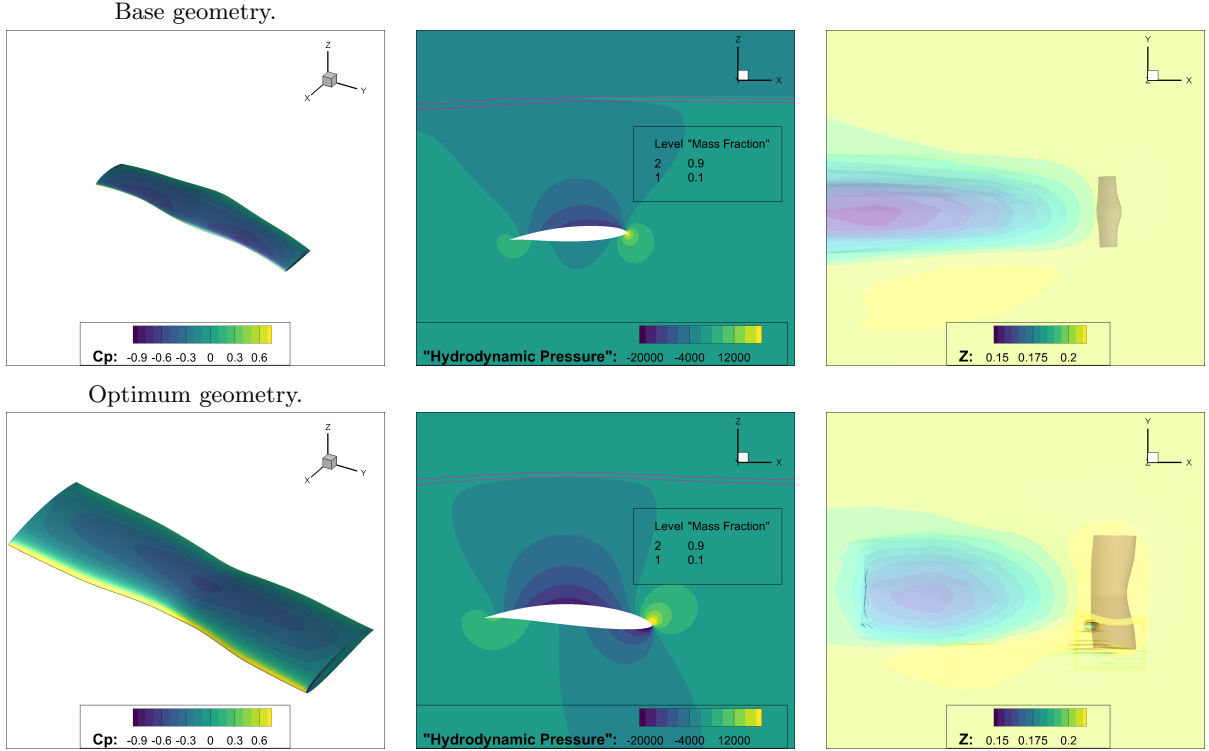 Base geometry.
Z
X
Y
Cp: -0.9 -0.6 -0.3 0 0.3 0.6
Z
X
Level "Mass Fraction"
2 0.9
1 0.1
"Hydrodynamic Pressure": -20000 -4000 12000
Y
X
Z: 0.15 0.175 0.2
Optimum geometry.
Z
X
Y
Cp: -0.9 -0.6 -0.3 0 0.3 0.6
Z
X
Level "Mass Fraction"
2 0.9
1 0.1
"Hydrodynamic Pressure": -20000 -4000 12000
Y
X
Z: 0.15 0.175 0.2